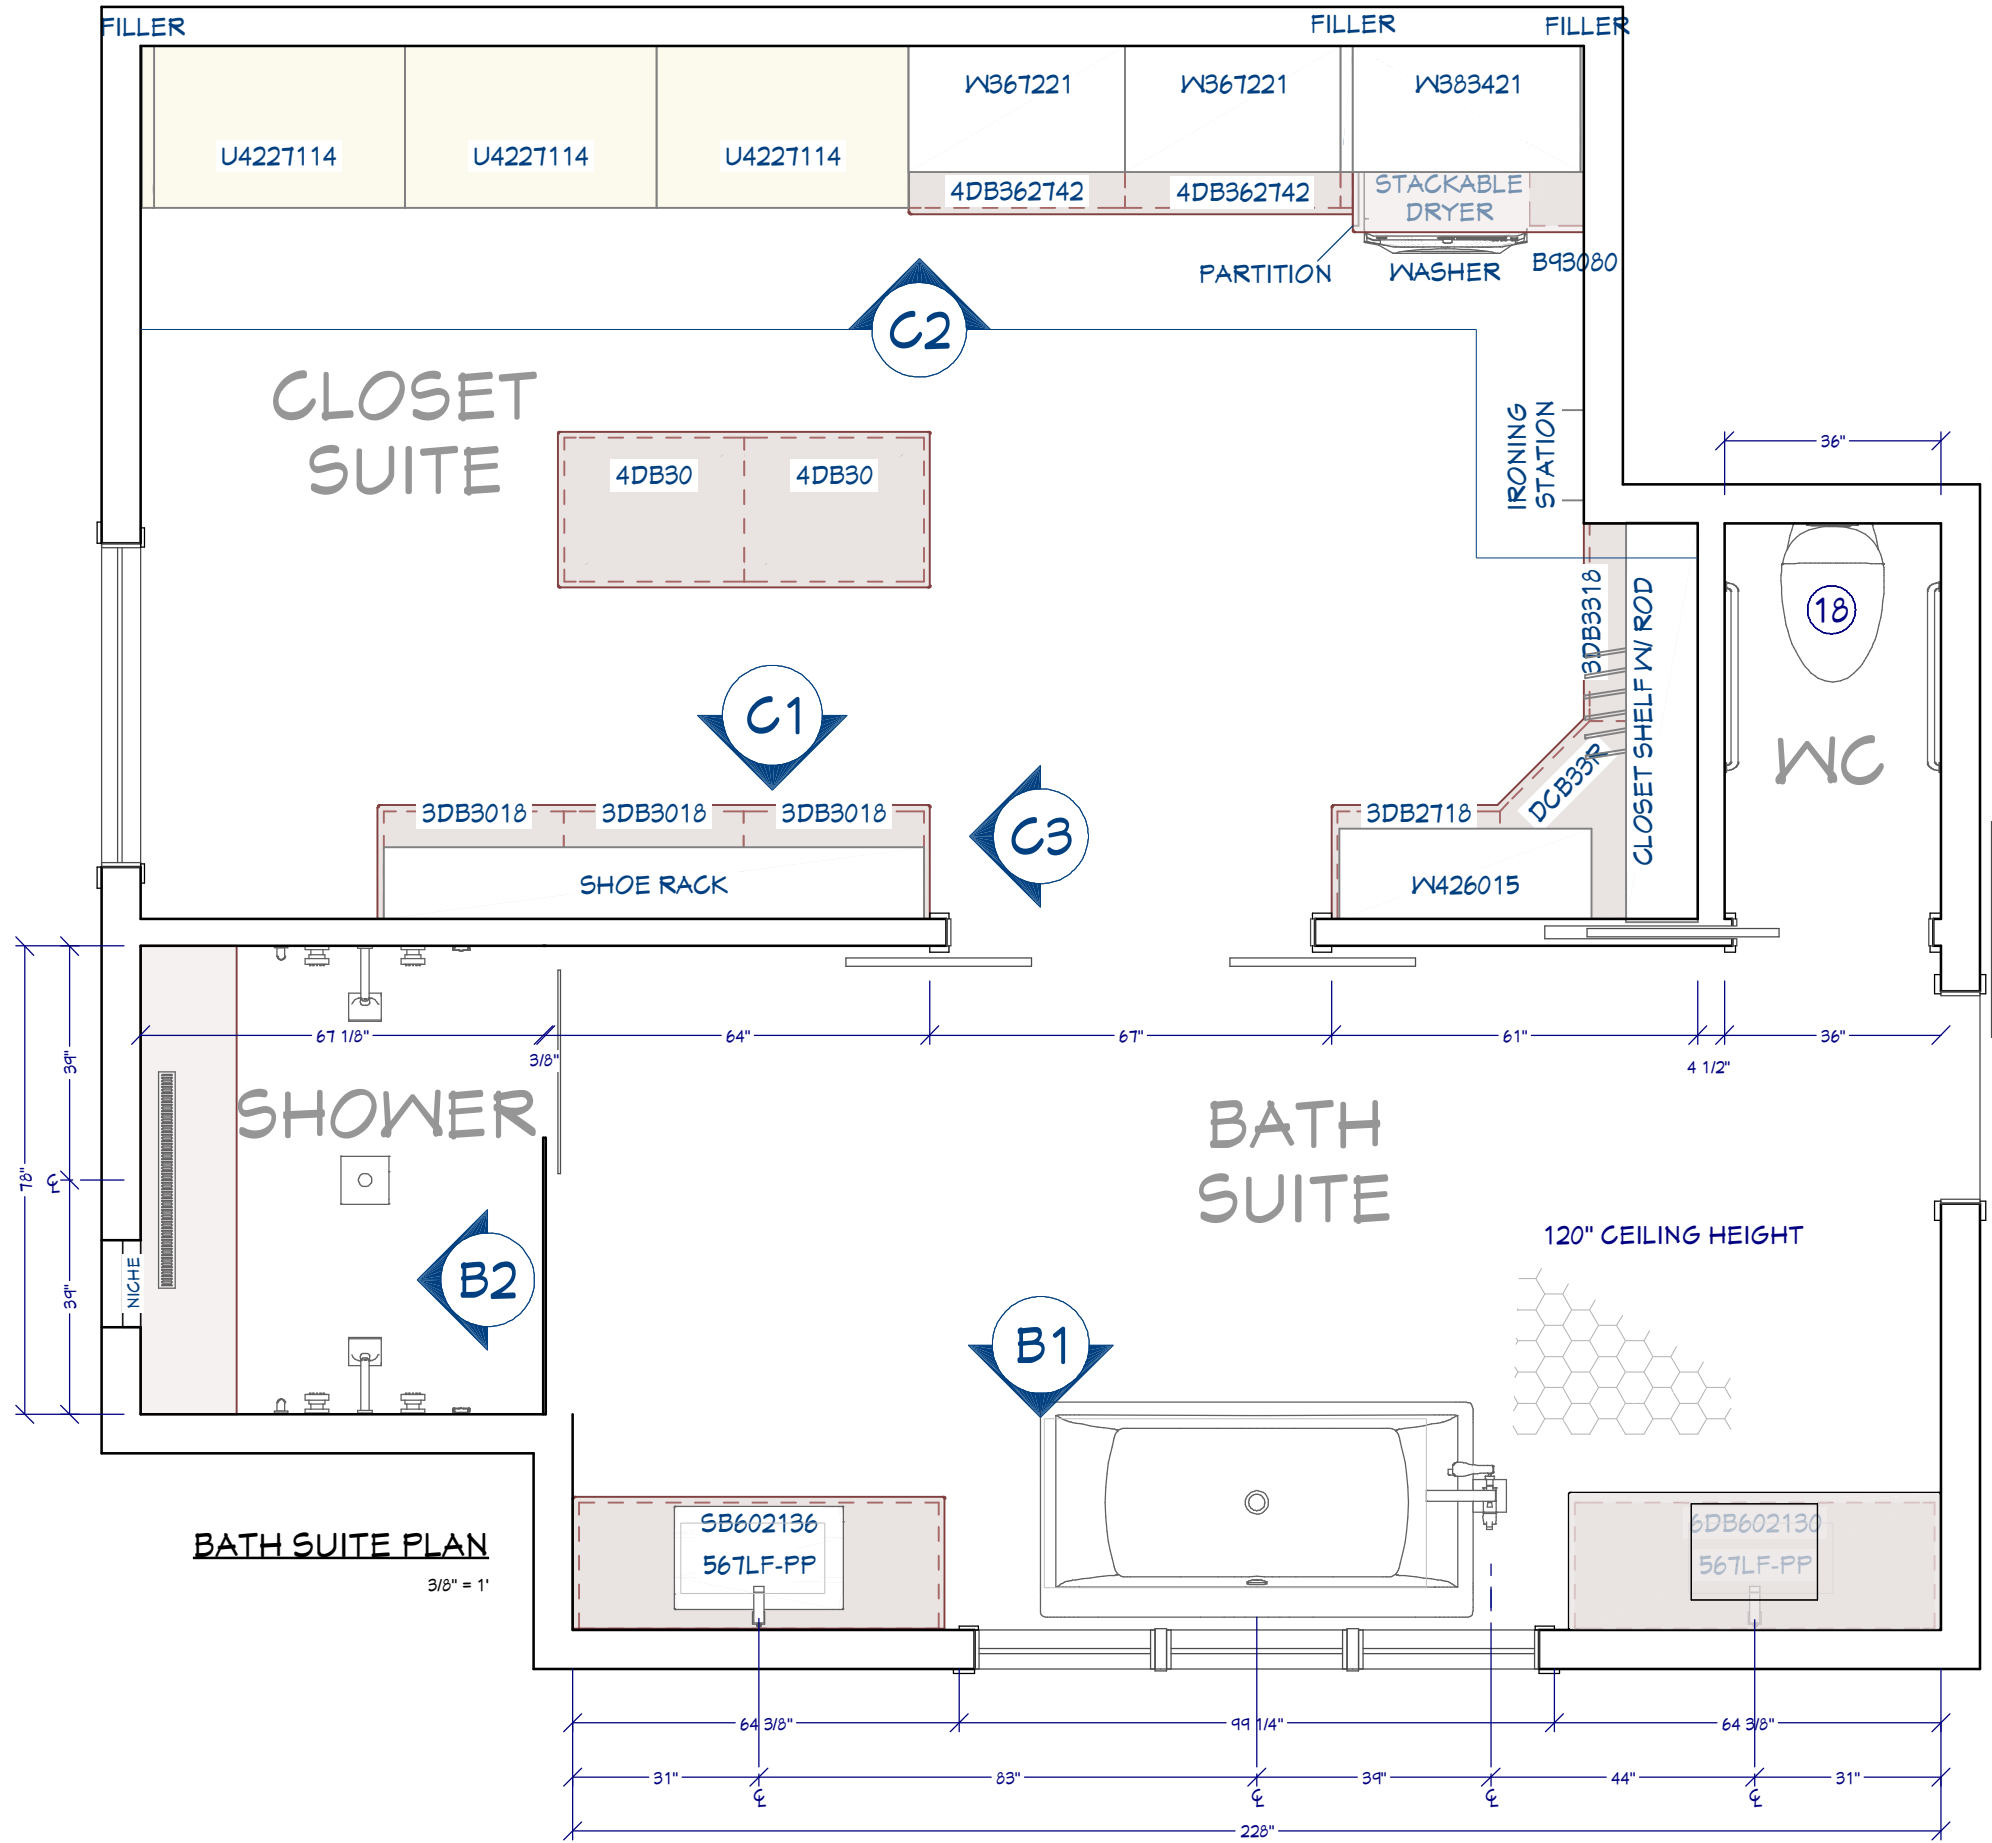 FILLER
FILLER
FILLER
W367221
W367221
W383421
U4227114
U4227114
U4227114
4DB362742
4DB362742
STACKABLE
DRYER
PARTITION
WASHER
B93080
C2
CLOSET
SUITE
IRONING
STATION
36"
4DB30
4DB30
3DB3318
CLOSET SHELF W/ ROD
18
C1
WC
DCB33P
3DB3018
3DB3018
3DB3018
C3
3DB2718
SHOE RACK
W426015
67 1/8"
3/8"
64"
67"
61"
4 1/2"
36"
39"
78"
39"
SHOWER
BATH
SUITE
120" CEILING HEIGHT
NICHE
B2
B1
BATH SUITE PLAN
3/8" = 1'
SB602136
567LF-PP
6DB602130
567LF-PP
64 3/8"
99 1/4"
64 3/8"
31"
83"
39"
44"
31"
228"